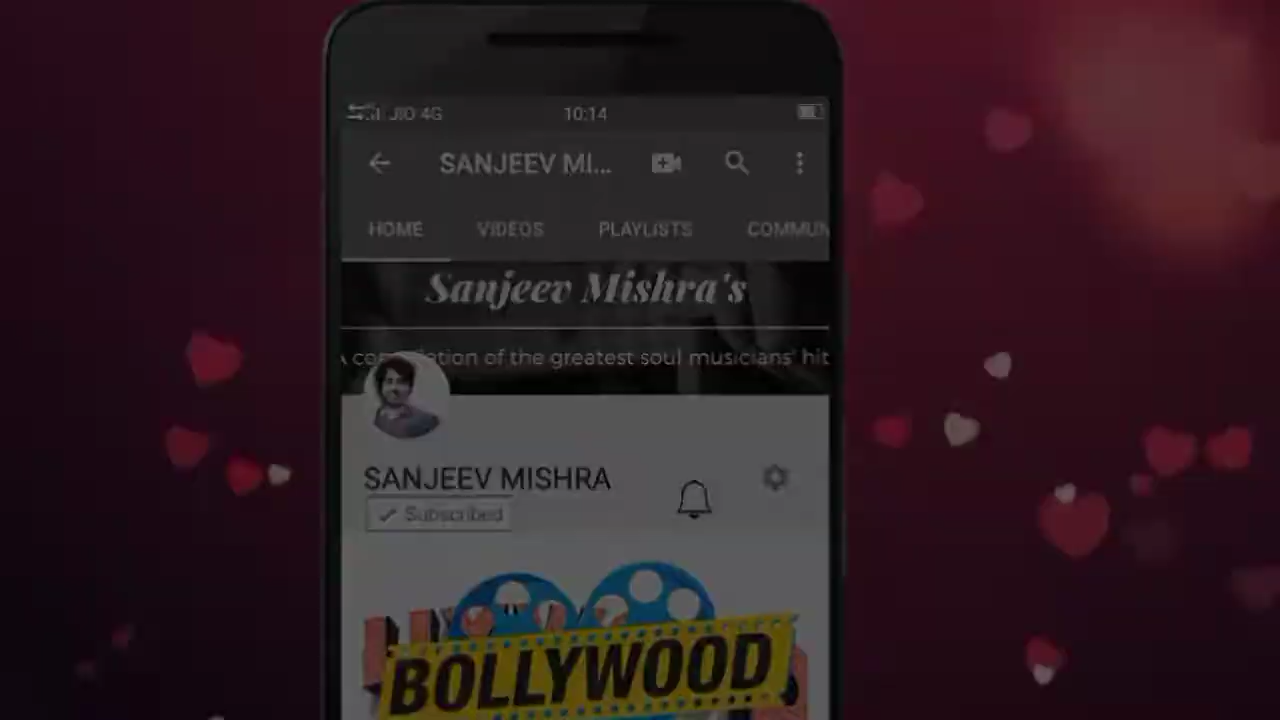 JIO 4G 10:14
SANJEEV MI...
HOME VIDEOS PLAYLISTS COMMUN
Sanjeev Mishra's
of the greatest soul musicians' hit
SANJEEV MISHRA
Subscribed
BOLLYWOOD